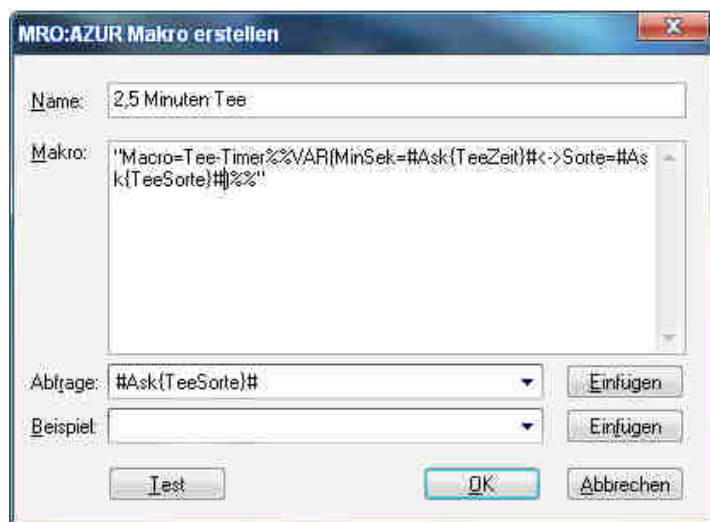 MRO:AZUR Makro erstellen
Name: 2,5 Minuten Tee
Makro: "Macro=Tee-Timer%%VAR(MinSek=#Ask{TeeZeit}#<->Sorte=#As
k{TeeSorte}#)%%"
Abfrage: #Ask{TeeSorte}# Einfügen
Beispiel: Einfügen
Test OK Abbrechen